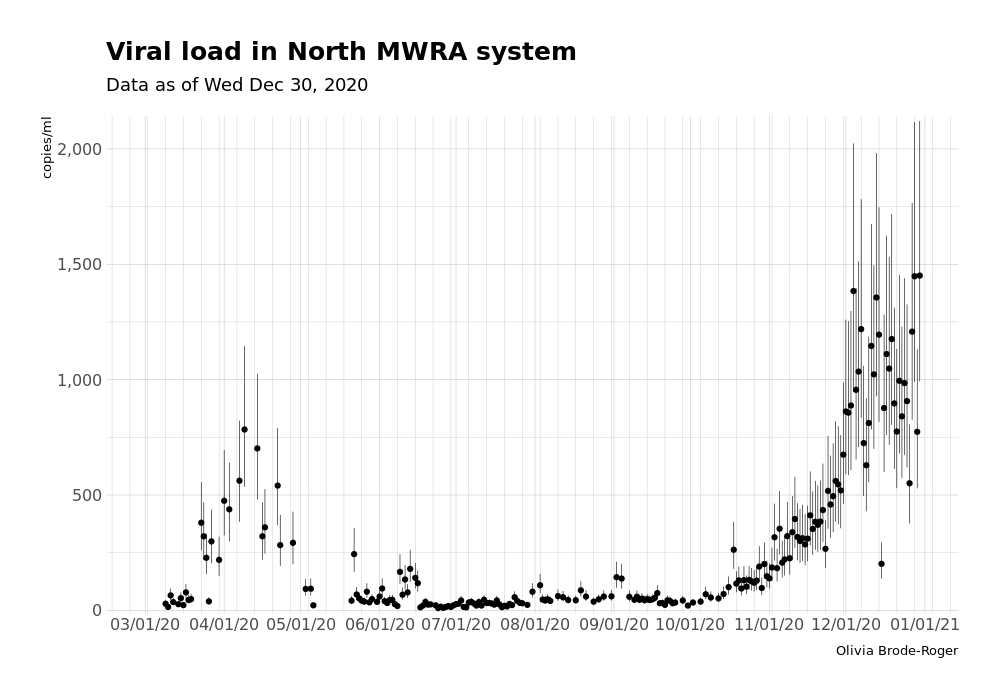 Viral load in North MWRA system
Data as of Wed Dec 30, 2020
copies/ml
2,000
1,500
1,000
500
0
03/01/20 04/01/20 05/01/20 06/01/20 07/01/20 08/01/20 09/01/20 10/01/20 11/01/20 12/01/20 01/01/21
Olivia Brode-Roger